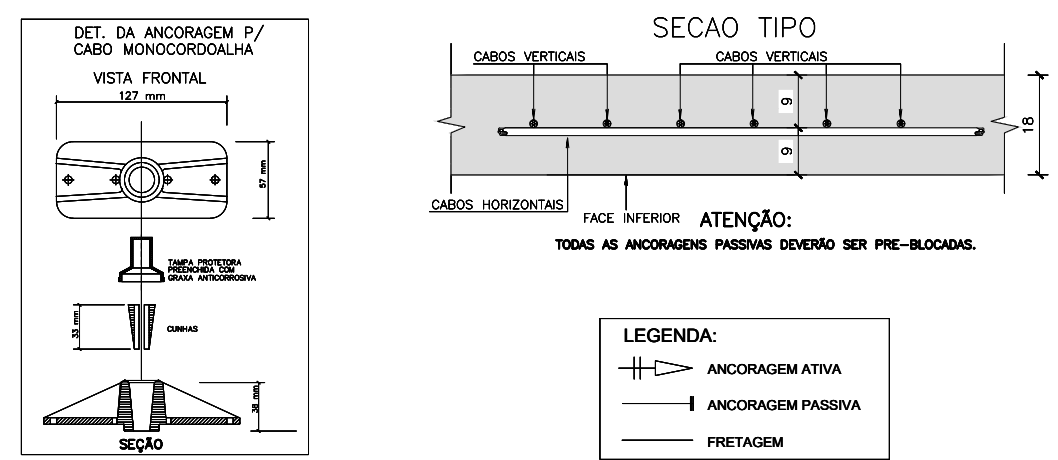 DET. DA ANCORAGEM P/
CABO MONOCORDOALHA
VISTA FRONTAL
127 mm
57 mm
TAMPA PROTETORA
PREENCHIDA COM
GRAXA ANTICORROSIVA
33 mm
CUNHAS
38 mm
SEÇÃO
SECAO TIPO
CABOS VERTICAIS
CABOS VERTICAIS
9
18
9
CABOS HORIZONTAIS
FACE INFERIOR
ATENÇÃO:
TODAS AS ANCORAGENS PASSIVAS DEVERÃO SER PRE-BLOCADAS.
LEGENDA:
ANCORAGEM ATIVA
ANCORAGEM PASSIVA
FRETAGEM